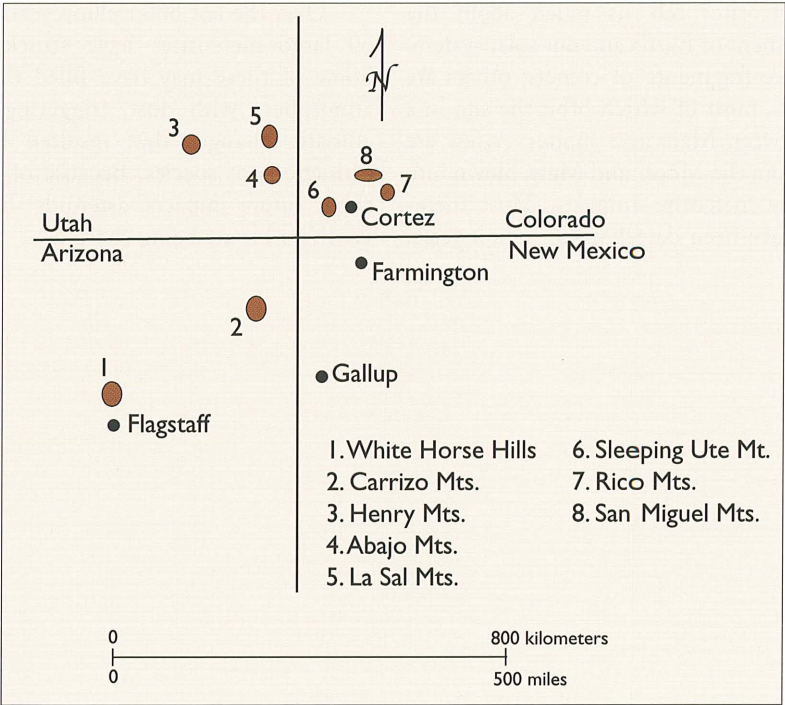 N
3
5
4
8
6
7
Cortez
Utah
Colorado
Arizona
New Mexico
Farmington
2
1
Gallup
Flagstaff
1. White Horse Hills
2. Carrizo Mts.
3. Henry Mts.
4. Abajo Mts.
5. La Sal Mts.
6. Sleeping Ute Mt.
7. Rico Mts.
8. San Miguel Mts.
0
800 kilometers
0
500 miles